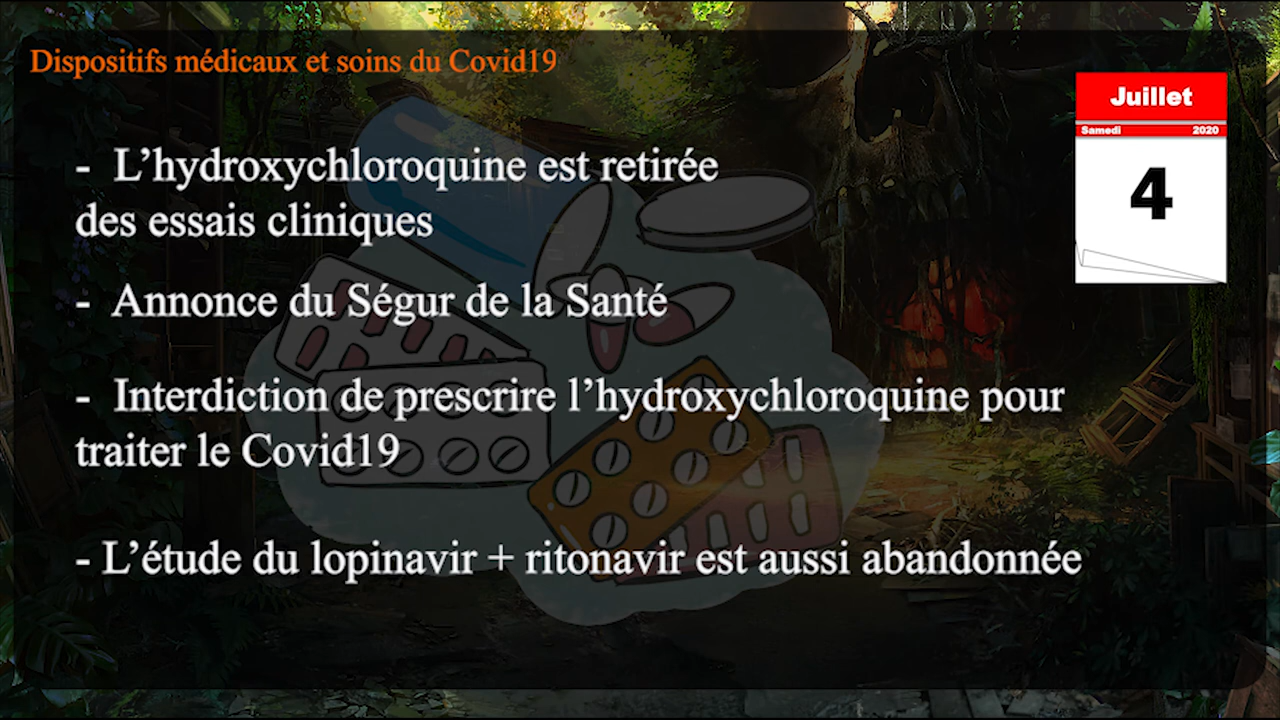 Dispositifs médicaux et soins du Covid19
Juillet
Samedi 2020
4
- L’hydroxychloroquine est retirée
des essais cliniques
- Annonce du Ségur de la Santé
- Interdiction de prescrire l’hydroxychloroquine pour
traiter le Covid19
- L’étude du lopinavir + ritonavir est aussi abandonnée